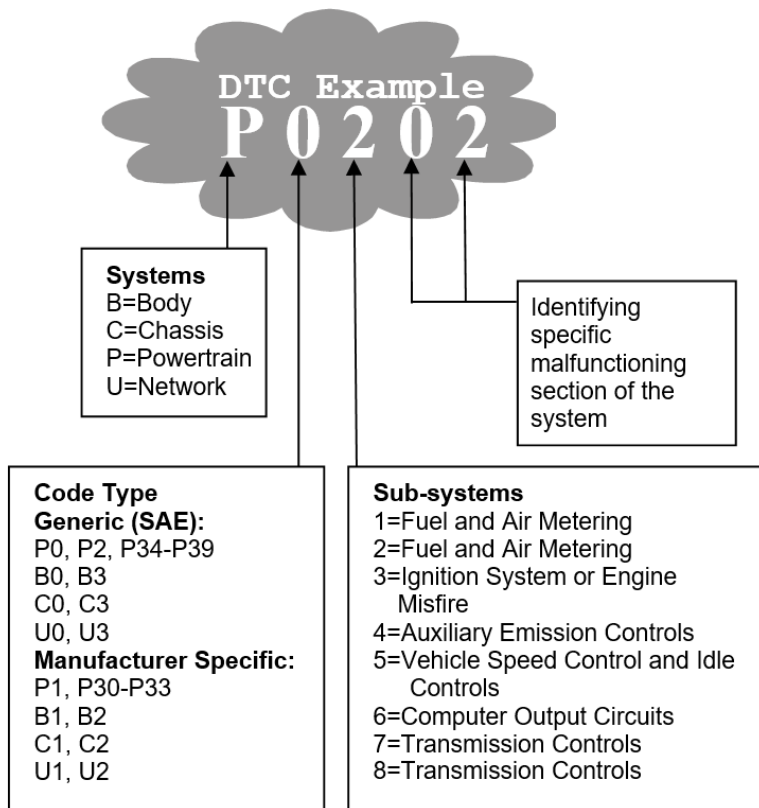 DTC Example
P0202
Systems
B=Body
C=Chassis
P=Powertrain
U=Network
Identifying
specific
malfunctioning
section of the
system
Code Type
Generic (SAE):
P0, P2, P34-P39
B0, B3
C0, C3
U0, U3
Manufacturer Specific:
P1, P30-P33
B1, B2
C1, C2
U1, U2
Sub-systems
1=Fuel and Air Metering
2=Fuel and Air Metering
3=Ignition System or Engine
Misfire
4=Auxiliary Emission Controls
5=Vehicle Speed Control and Idle
Controls
6=Computer Output Circuits
7=Transmission Controls
8=Transmission Controls